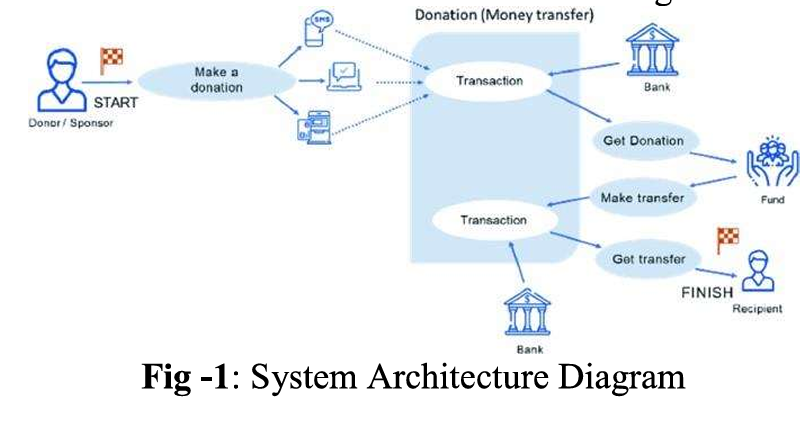 Donation (Money transfer)
SMS
Make a
donation
START
Donor / Sponsor
Transaction
Bank
Get Donation
Fund
Make transfer
Transaction
Get transfer
FINISH
Recipient
Bank
Fig -1: System Architecture Diagram